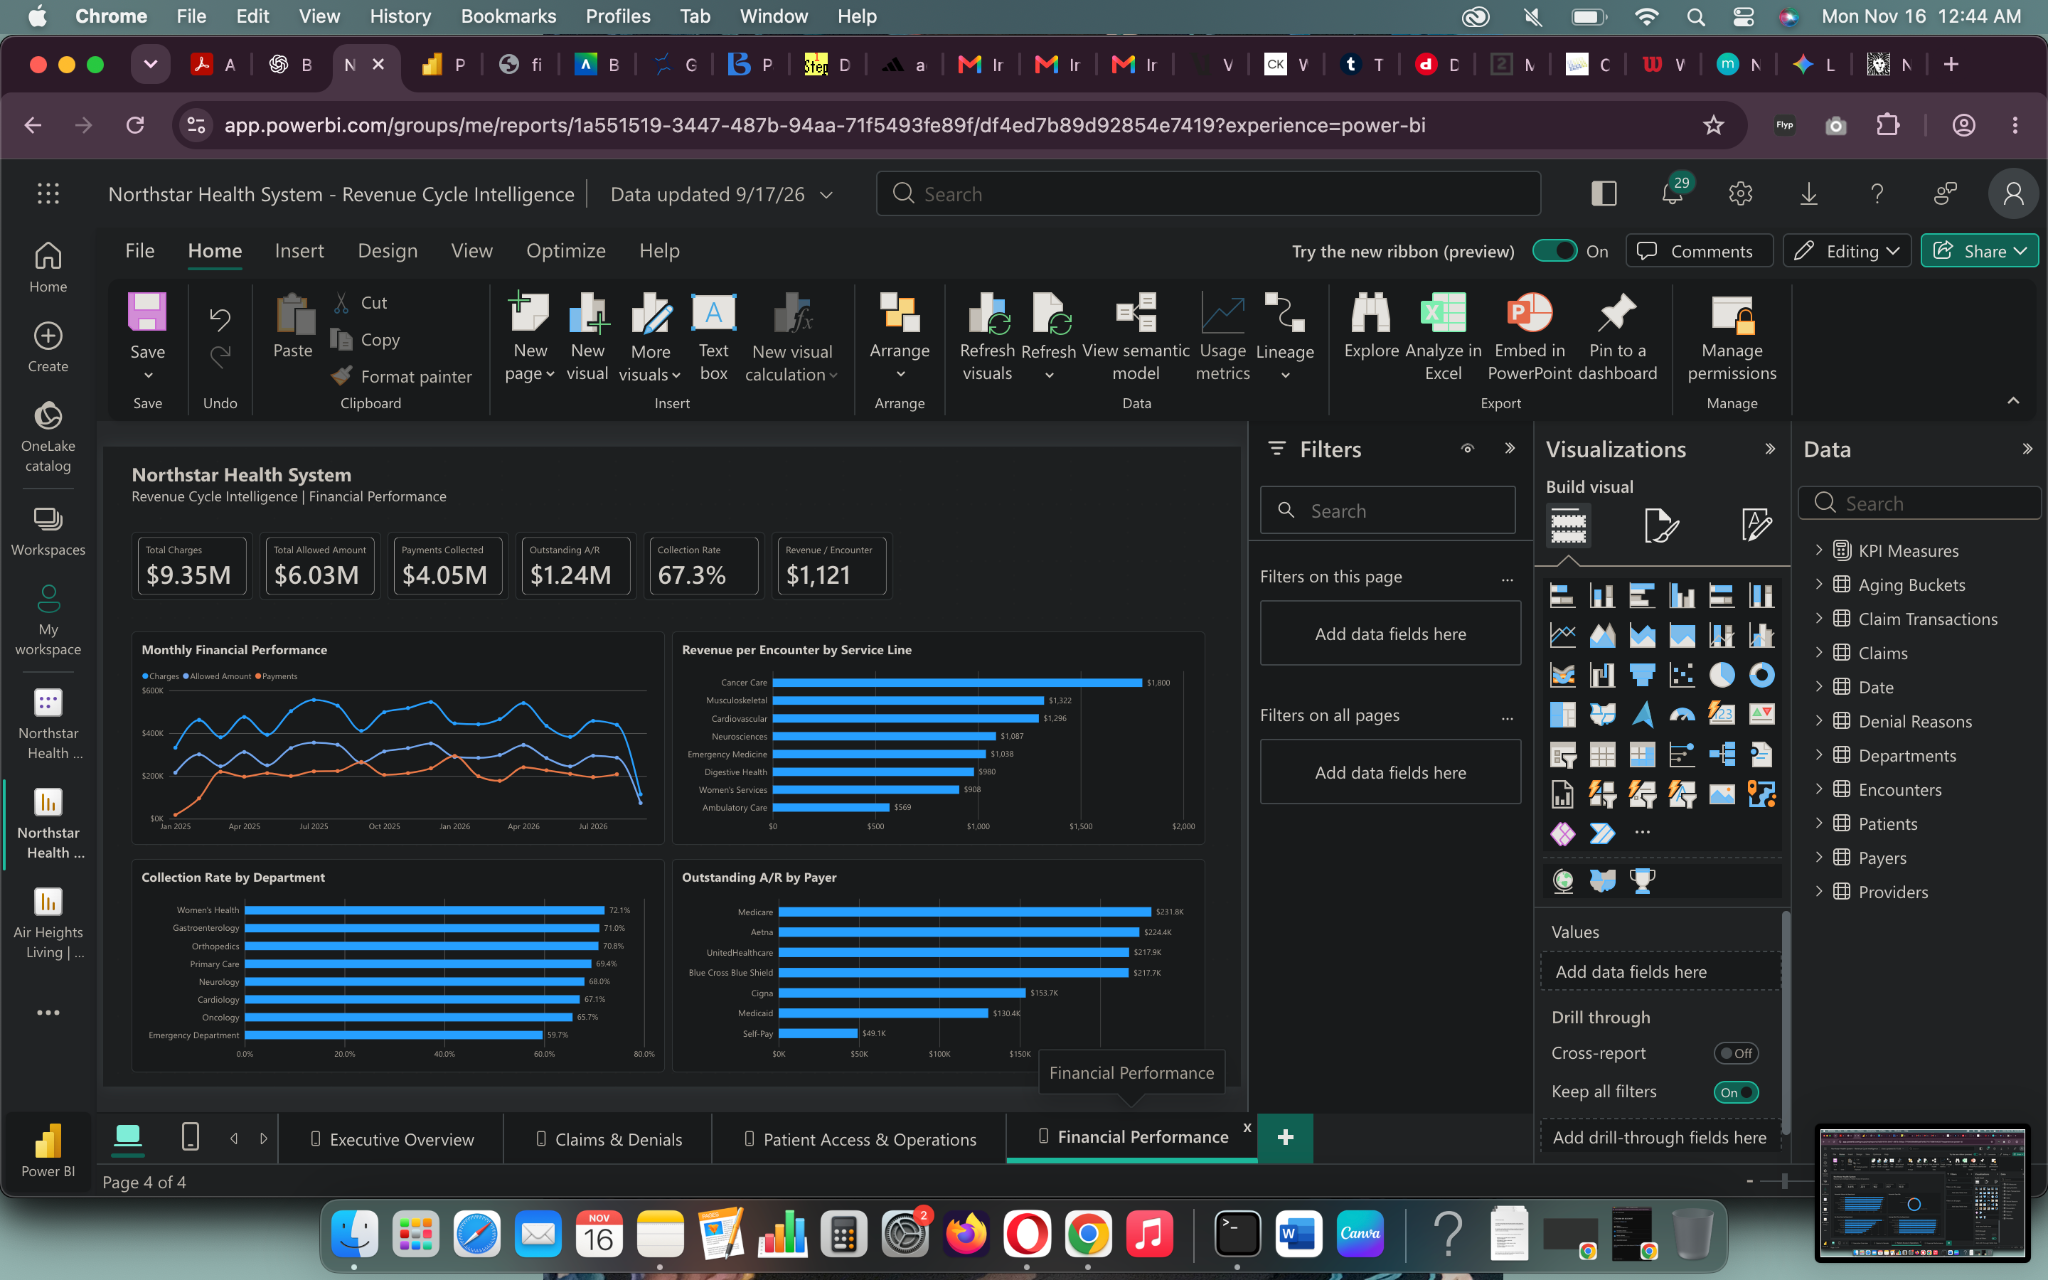 Chrome File Edit View History Bookmarks Profiles Tab Window Help
Mon Nov 16 12:44 AM
A B N P fi B G P Step D a Ir Ir Ir V CK t T d D 2 M C W m N L N
app.powerbi.com/groups/me/reports/1a551519-3447-487b-94aa-71f5493fe89f/df4ed7b89d92854e7419?experience=power-bi
Flyp
Northstar Health System - Revenue Cycle Intelligence
Data updated 9/17/26
Search
29
File Home Insert Design View Optimize Help
Try the new ribbon (preview) On Comments Editing Share
Home
Create
OneLake catalog
Workspaces
My workspace
Northstar Health ...
Northstar Health ...
Air Heights Living | ...
Power BI
Save
Paste
Cut
Copy
Format painter
New page
New visual
More visuals
Text box
New visual calculation
Arrange
Refresh visuals
Refresh
View semantic model
Usage metrics
Lineage
Explore
Analyze in Excel
Embed in PowerPoint
Pin to a dashboard
Manage permissions
Save Undo Clipboard Insert Arrange Data Export Manage
Northstar Health System
Revenue Cycle Intelligence | Financial Performance
Total Charges
$9.35M
Total Allowed Amount
$6.03M
Payments Collected
$4.05M
Outstanding A/R
$1.24M
Collection Rate
67.3%
Revenue / Encounter
$1,121
Monthly Financial Performance
Charges Allowed Amount Payments
$600K
$400K
$200K
$0K
Jan 2025 Apr 2025 Jul 2025 Oct 2025 Jan 2026 Apr 2026 Jul 2026
Revenue per Encounter by Service Line
Cancer Care $1,800
Musculoskeletal $1,322
Cardiovascular $1,296
Neurosciences $1,087
Emergency Medicine $1,038
Digestive Health $980
Women's Services $908
Ambulatory Care $569
$0 $500 $1,000 $1,500 $2,000
Collection Rate by Department
Women's Health 72.1%
Gastroenterology 71.0%
Orthopedics 70.8%
Primary Care 69.4%
Neurology 68.0%
Cardiology 67.1%
Oncology 65.7%
Emergency Department 59.7%
0.0% 20.0% 40.0% 60.0% 80.0%
Outstanding A/R by Payer
Medicare $231.8K
Aetna $224.4K
UnitedHealthcare $217.9K
Blue Cross Blue Shield $217.7K
Cigna $153.7K
Medicaid $130.4K
Self-Pay $49.1K
$0K $50K $100K $150K
Financial Performance
Filters
Search
Filters on this page ...
Add data fields here
Filters on all pages ...
Add data fields here
Visualizations
Build visual
123
Values
Add data fields here
Drill through
Cross-report Off
Keep all filters On
Add drill-through fields here
Data
Search
KPI Measures
Aging Buckets
Claim Transactions
Claims
Date
Denial Reasons
Departments
Encounters
Patients
Payers
Providers
Executive Overview Claims & Denials Patient Access & Operations Financial Performance x +
Page 4 of 4
NOV
16
2
Canva